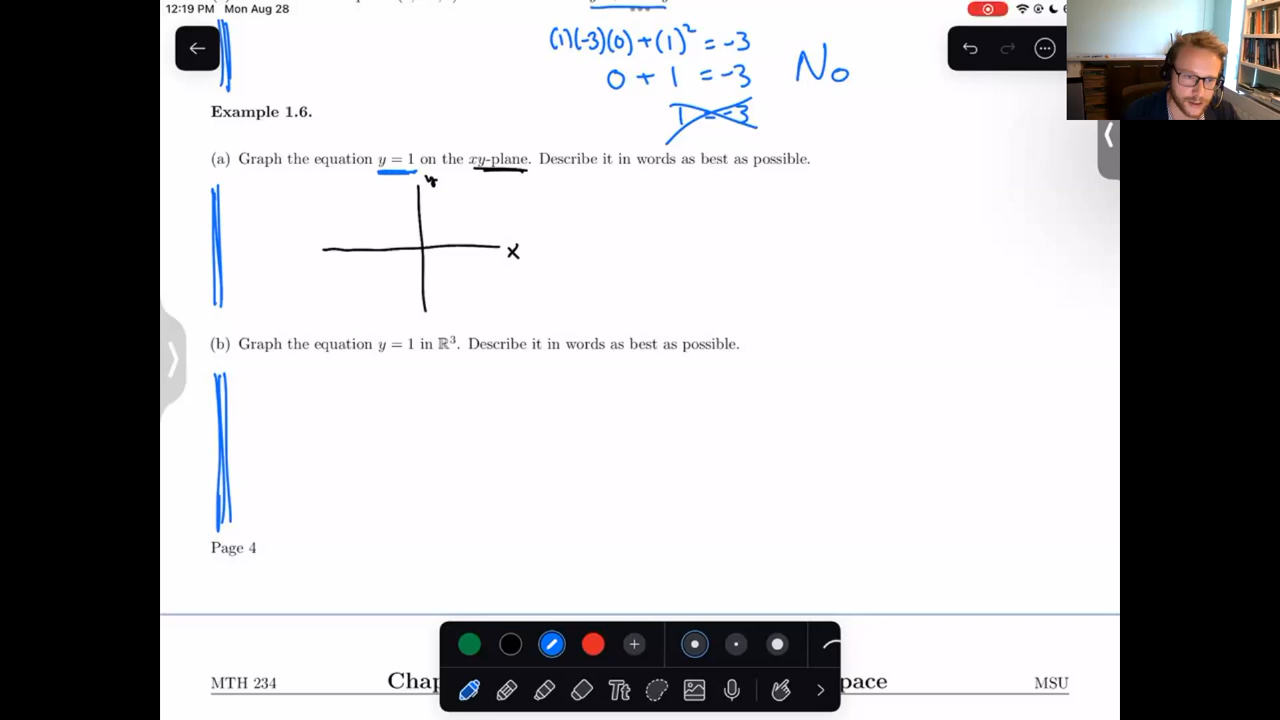 12:19 PM Mon Aug 28
(1)(-3)(0) + (1)² = -3
0 + 1 = -3
No
1 = -3
Example 1.6.
(a) Graph the equation y = 1 on the xy-plane. Describe it in words as best as possible.
y
x
(b) Graph the equation y = 1 in ℝ³. Describe it in words as best as possible.
Page 4
Tt
MTH 234
Chap
pace
MSU